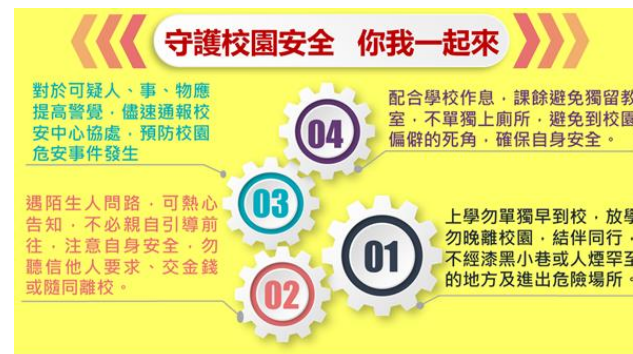 守護校園安全 你我一起來
對於可疑人、事、物應
提高警覺,儘速通報校
安中心協處,預防校園
危安事件發生
03
配合學校作息,課餘避免獨留教
室,不單獨上廁所,避免到校園
偏僻的死角,確保自身安全。
04
遇陌生人問路,可熱心
告知,不必親自引導前
往,注意自身安全,勿
聽信他人要求、交金錢
或隨同離校。
02
上學勿單獨早到校,放學
勿晚離校園,結伴同行,
不經漆黑小巷或人煙罕至
的地方及進出危險場所。
01